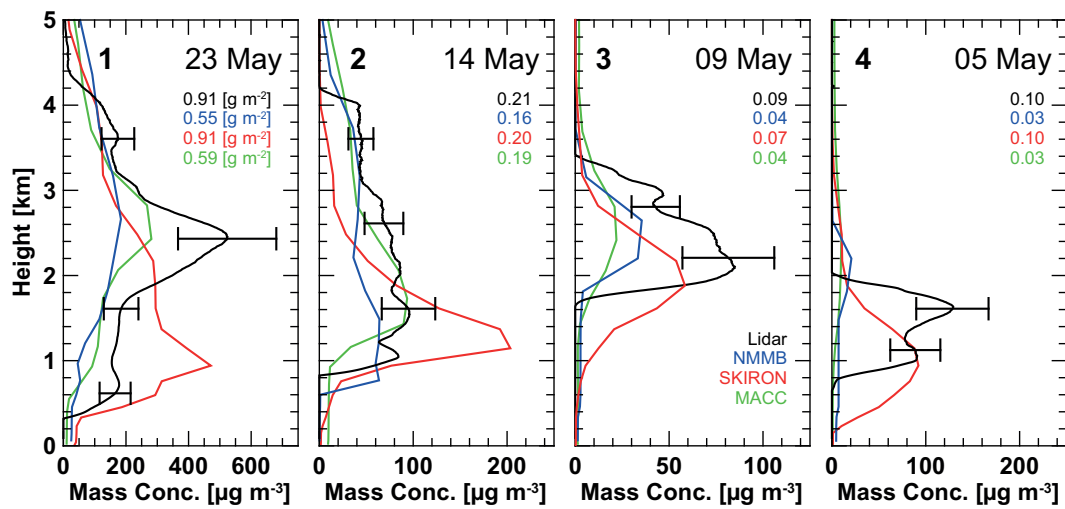 1 23 May
0.91 [g m-2]
0.55 [g m-2]
0.91 [g m-2]
0.59 [g m-2]
2 14 May
0.21
0.16
0.20
0.19
3 09 May
0.09
0.04
0.07
0.04
Lidar
NMMB
SKIRON
MACC
4 05 May
0.10
0.03
0.10
0.03
Height [km]
5
4
3
2
1
0
0 200 400 600
0 100 200
0 50 100
0 100 200
Mass Conc. [µg m-3]
Mass Conc. [µg m-3]
Mass Conc. [µg m-3]
Mass Conc. [µg m-3]